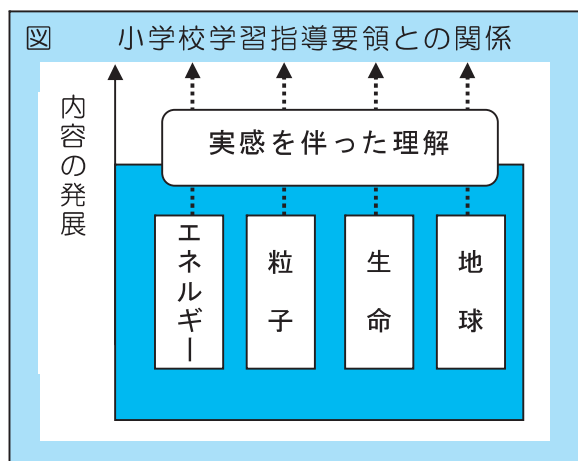 図 小学校学習指導要領との関係
内容の発展
実感を伴った理解
エネルギー
粒子
生命
地球